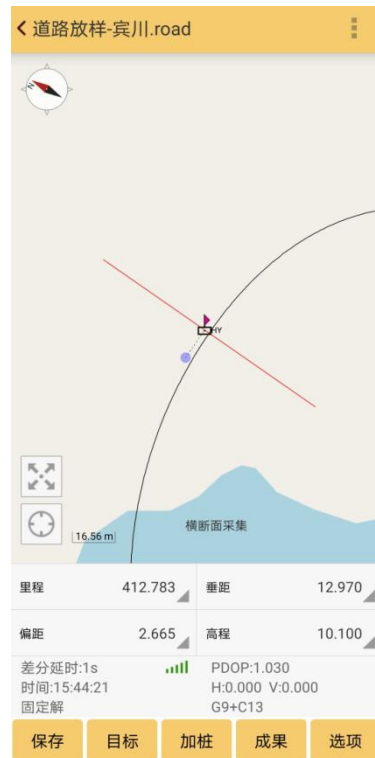 道路放样-宾川.road
N
HY
横断面采集
16.56 m
里程 412.783 垂距 12.970
偏距 2.665 高程 10.100
差分延时:1s PDOP:1.030
时间:15:44:21 H:0.000 V:0.000
固定解 G9+C13
保存 目标 加桩 成果 选项